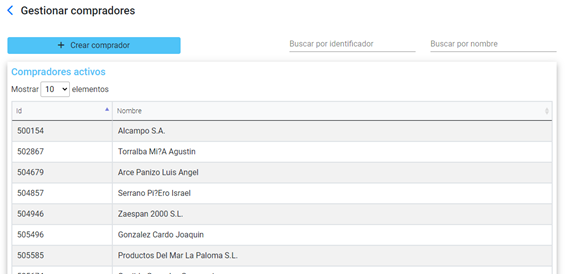 Gestionar compradores
+ Crear comprador
Buscar por identificador
Buscar por nombre
Compradores activos
Mostrar 10 elementos
Id Nombre
500154 Alcampo S.A.
502867 Torralba Mi?A Agustin
504679 Arce Panizo Luis Angel
504857 Serrano Pi?Ero Israel
504946 Zaespan 2000 S.L.
505496 Gonzalez Cardo Joaquin
505585 Productos Del Mar La Paloma S.L.